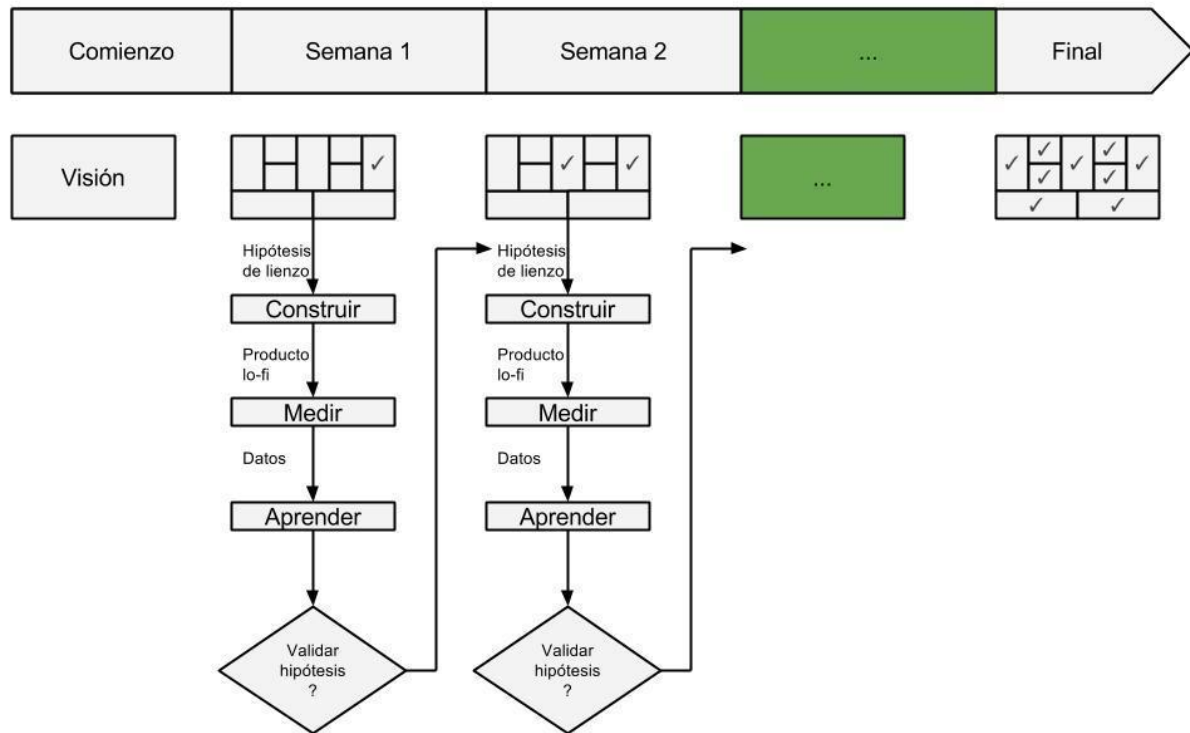 Comienzo
Semana 1
Semana 2
...
Final
Visión
✓
✓
✓
...
✓
✓
✓
✓
✓
✓
✓
✓
✓
Hipótesis
de lienzo
Hipótesis
de lienzo
Construir
Construir
Producto
lo-fi
Producto
lo-fi
Medir
Medir
Datos
Datos
Aprender
Aprender
Validar
hipótesis
?
Validar
hipótesis
?